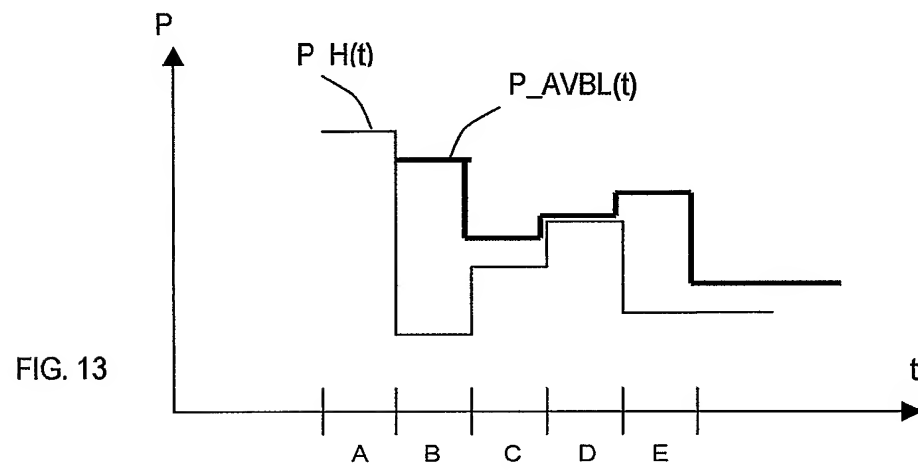 P
P H(t)
P_AVBL(t)
FIG. 13
t
A B C D E